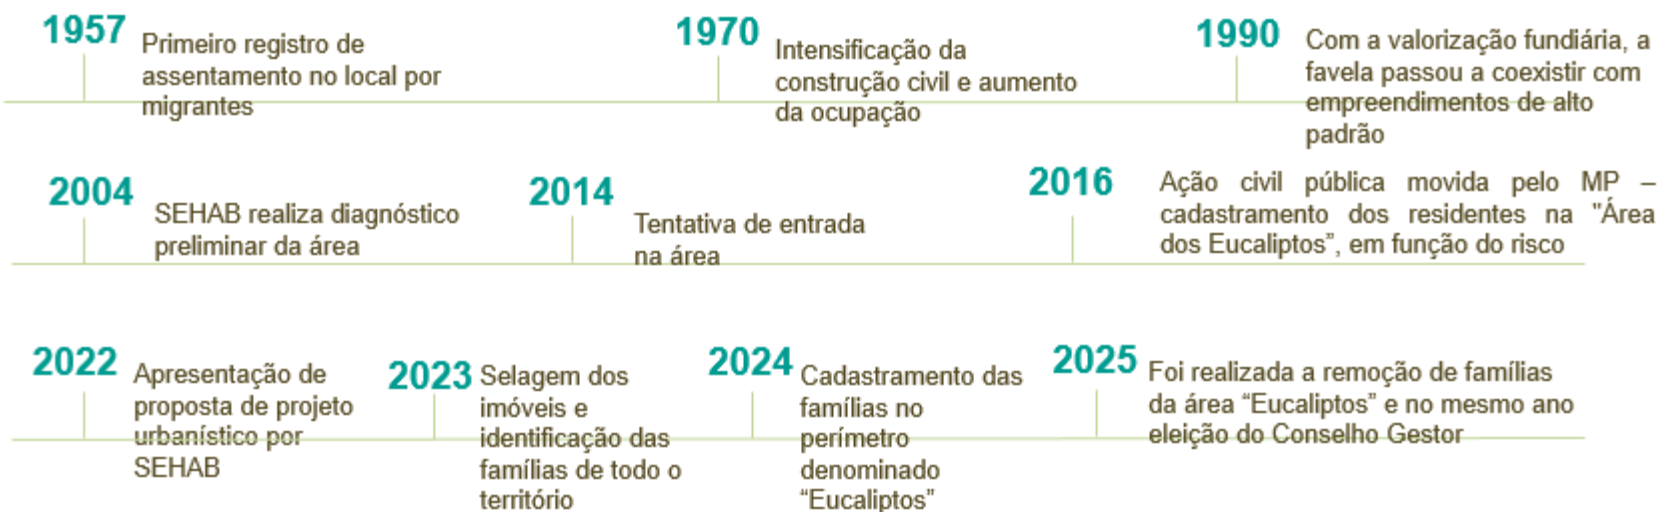 1957
Primeiro registro de
assentamento no local por
migrantes
1970
Intensificação da
construção civil e aumento
da ocupação
1990
Com a valorização fundiária, a
favela passou a coexistir com
empreendimentos de alto
padrão
2004
SEHAB realiza diagnóstico
preliminar da área
2014
Tentativa de entrada
na área
2016
Ação civil pública movida pelo MP –
cadastramento dos residentes na "Área
dos Eucaliptos”, em função do risco
2022
Apresentação de
proposta de projeto
urbanístico por
SEHAB
2023
Selagem dos
imóveis e
identificação das
famílias de todo o
território
2024
Cadastramento das
famílias no
perímetro
denominado
“Eucaliptos”
2025
Foi realizada a remoção de famílias
da área “Eucaliptos” e no mesmo ano
eleição do Conselho Gestor